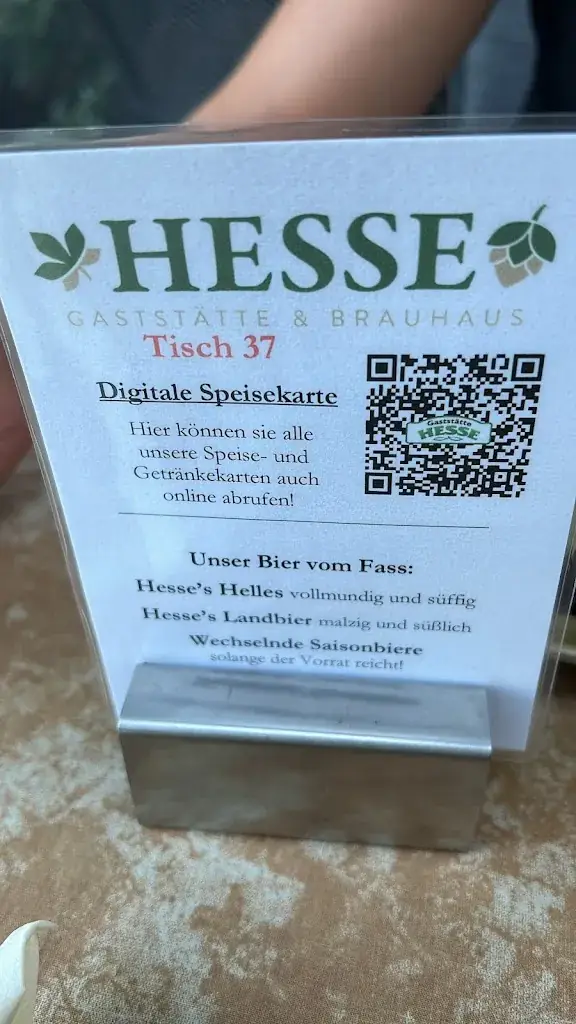 HESSE
GASTSTÄTTE & BRAUHAUS
Tisch 37
Digitale Speisekarte
Hier können sie alle
unsere Speise- und
Getränkekarten auch
online abrufen!
Gaststätte
HESSE
Unser Bier vom Fass:
Hesse's Helles vollmundig und süffig
Hesse's Landbier malzig und süßlich
Wechselnde Saisonbiere
solange der Vorrat reicht!